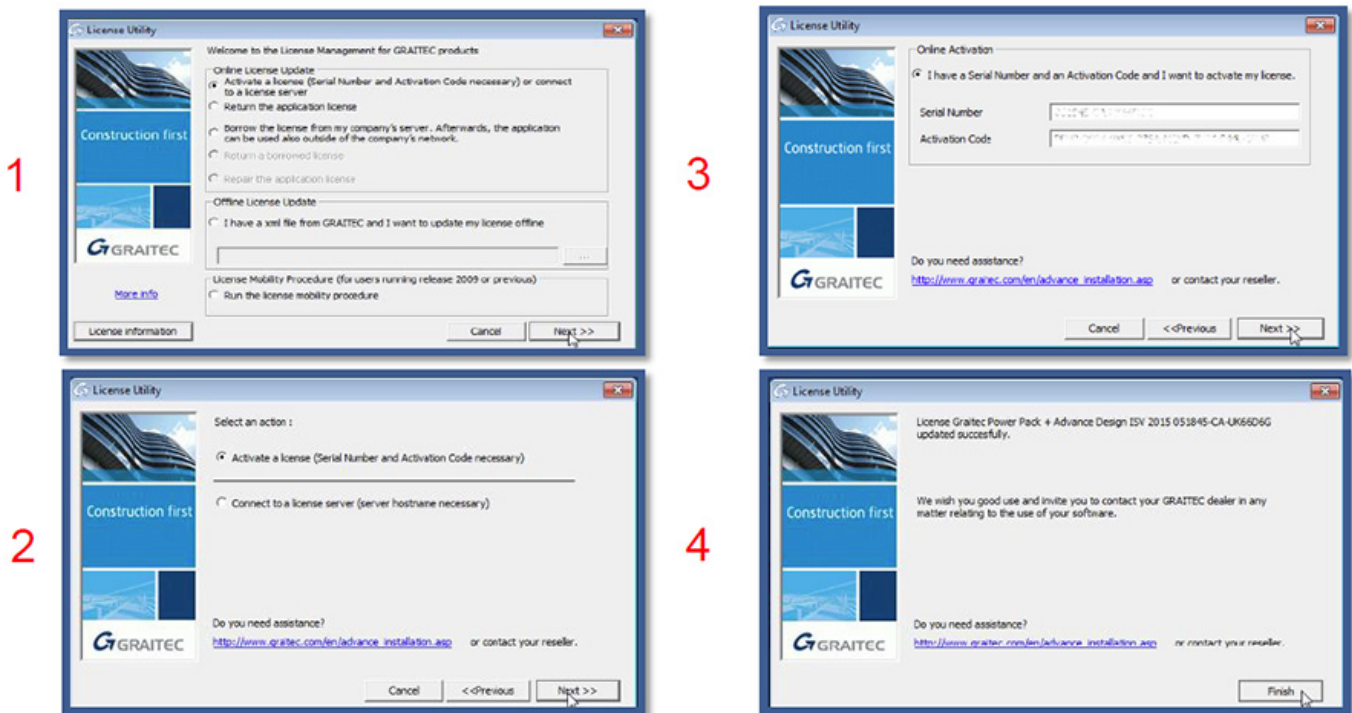 1
License Utility
Welcome to the License Management for GRAITEC products
Online License Update
Activate a license (Serial Number and Activation Code necessary) or connect
to a license server
Return the application license
Borrow the license from my company's server. Afterwards, the application
can be used also outside of the company's network.
Return a borrowed license
Repair the application license
Offline License Update
I have a xml file from GRAITEC and I want to update my license offline
...
License Mobility Procedure (for users running release 2009 or previous)
Run the license mobility procedure
Construction first
GRAITEC
More info
License information
Cancel
Next >>
2
License Utility
Select an action :
Activate a license (Serial Number and Activation Code necessary)
Connect to a license server (server hostname necessary)
Construction first
GRAITEC
Do you need assistance?
http://www.graitec.com/en/advance_installation.asp or contact your reseller.
Cancel
<<Previous
Next >>
3
License Utility
Online Activation
I have a Serial Number and an Activation Code and I want to activate my license.
Serial Number
Activation Code
Construction first
GRAITEC
Do you need assistance?
http://www.graitec.com/en/advance_installation.asp or contact your reseller.
Cancel
<<Previous
Next >>
4
License Utility
License Graitec Power Pack + Advance Design ISV 2015 051845-CA-UK66D6G
updated succesfully.
We wish you good use and invite you to contact your GRAITEC dealer in any
matter relating to the use of your software.
Construction first
GRAITEC
Do you need assistance?
http://www.graitec.com/en/advance_installation.asp or contact your reseller.
Finish